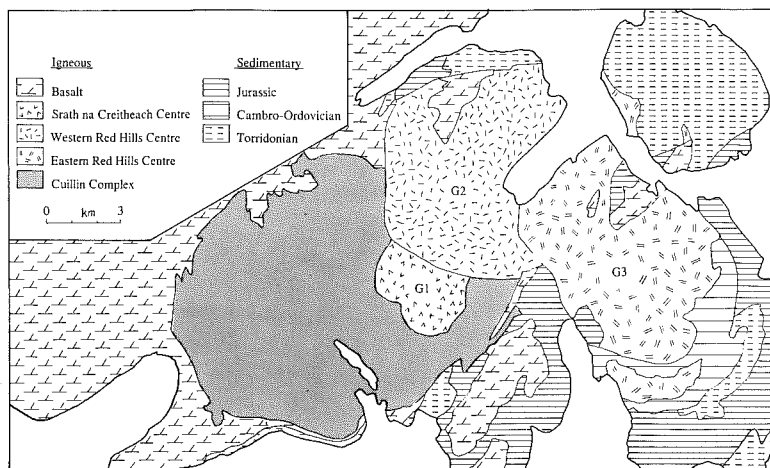 Igneous
Basalt
Srath na Creitheach Centre
Western Red Hills Centre
Eastern Red Hills Centre
Cuillin Complex
0 km 3
Sedimentary
Jurassic
Cambro-Ordovician
Torridonian
G2
G1
G3